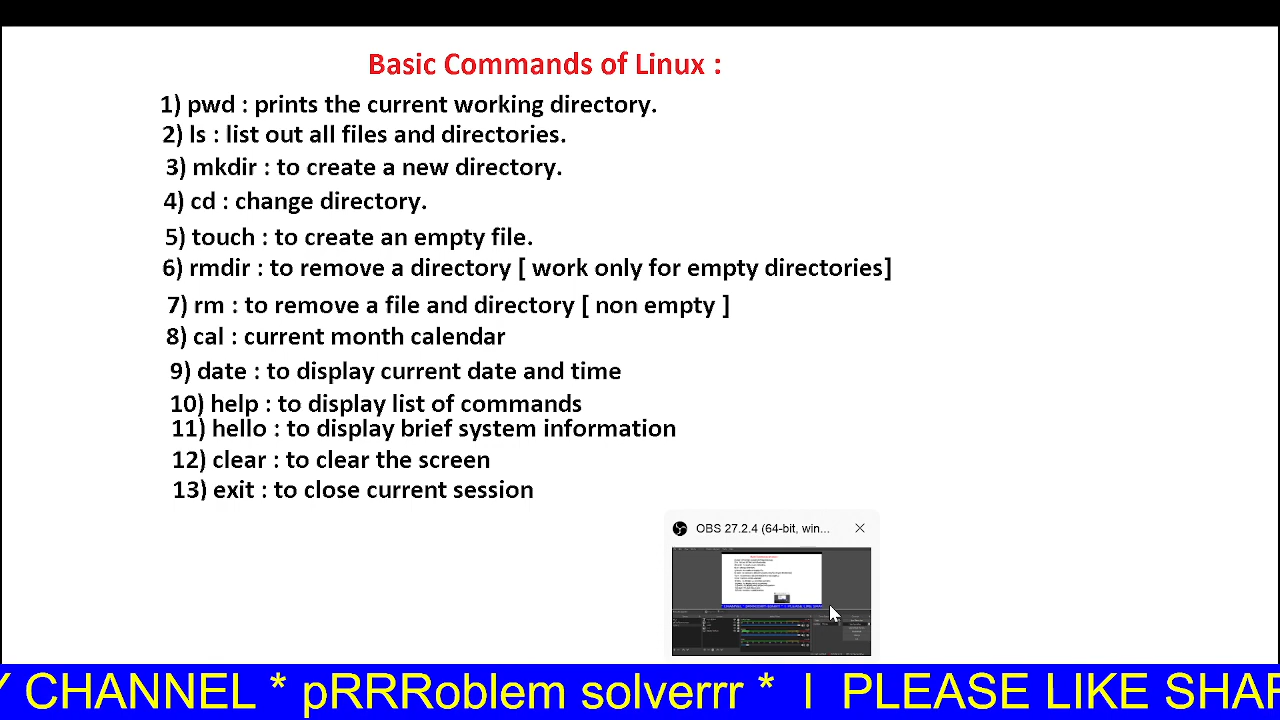 Basic Commands of Linux :
1) pwd : prints the current working directory.
2) ls : list out all files and directories.
3) mkdir : to create a new directory.
4) cd : change directory.
5) touch : to create an empty file.
6) rmdir : to remove a directory [ work only for empty directories]
7) rm : to remove a file and directory [ non empty ]
8) cal : current month calendar
9) date : to display current date and time
10) help : to display list of commands
11) hello : to display brief system information
12) clear : to clear the screen
13) exit : to close current session
OBS 27.2.4 (64-bit, win...
Y CHANNEL * pRRRoblem solverrr * I PLEASE LIKE SHAR